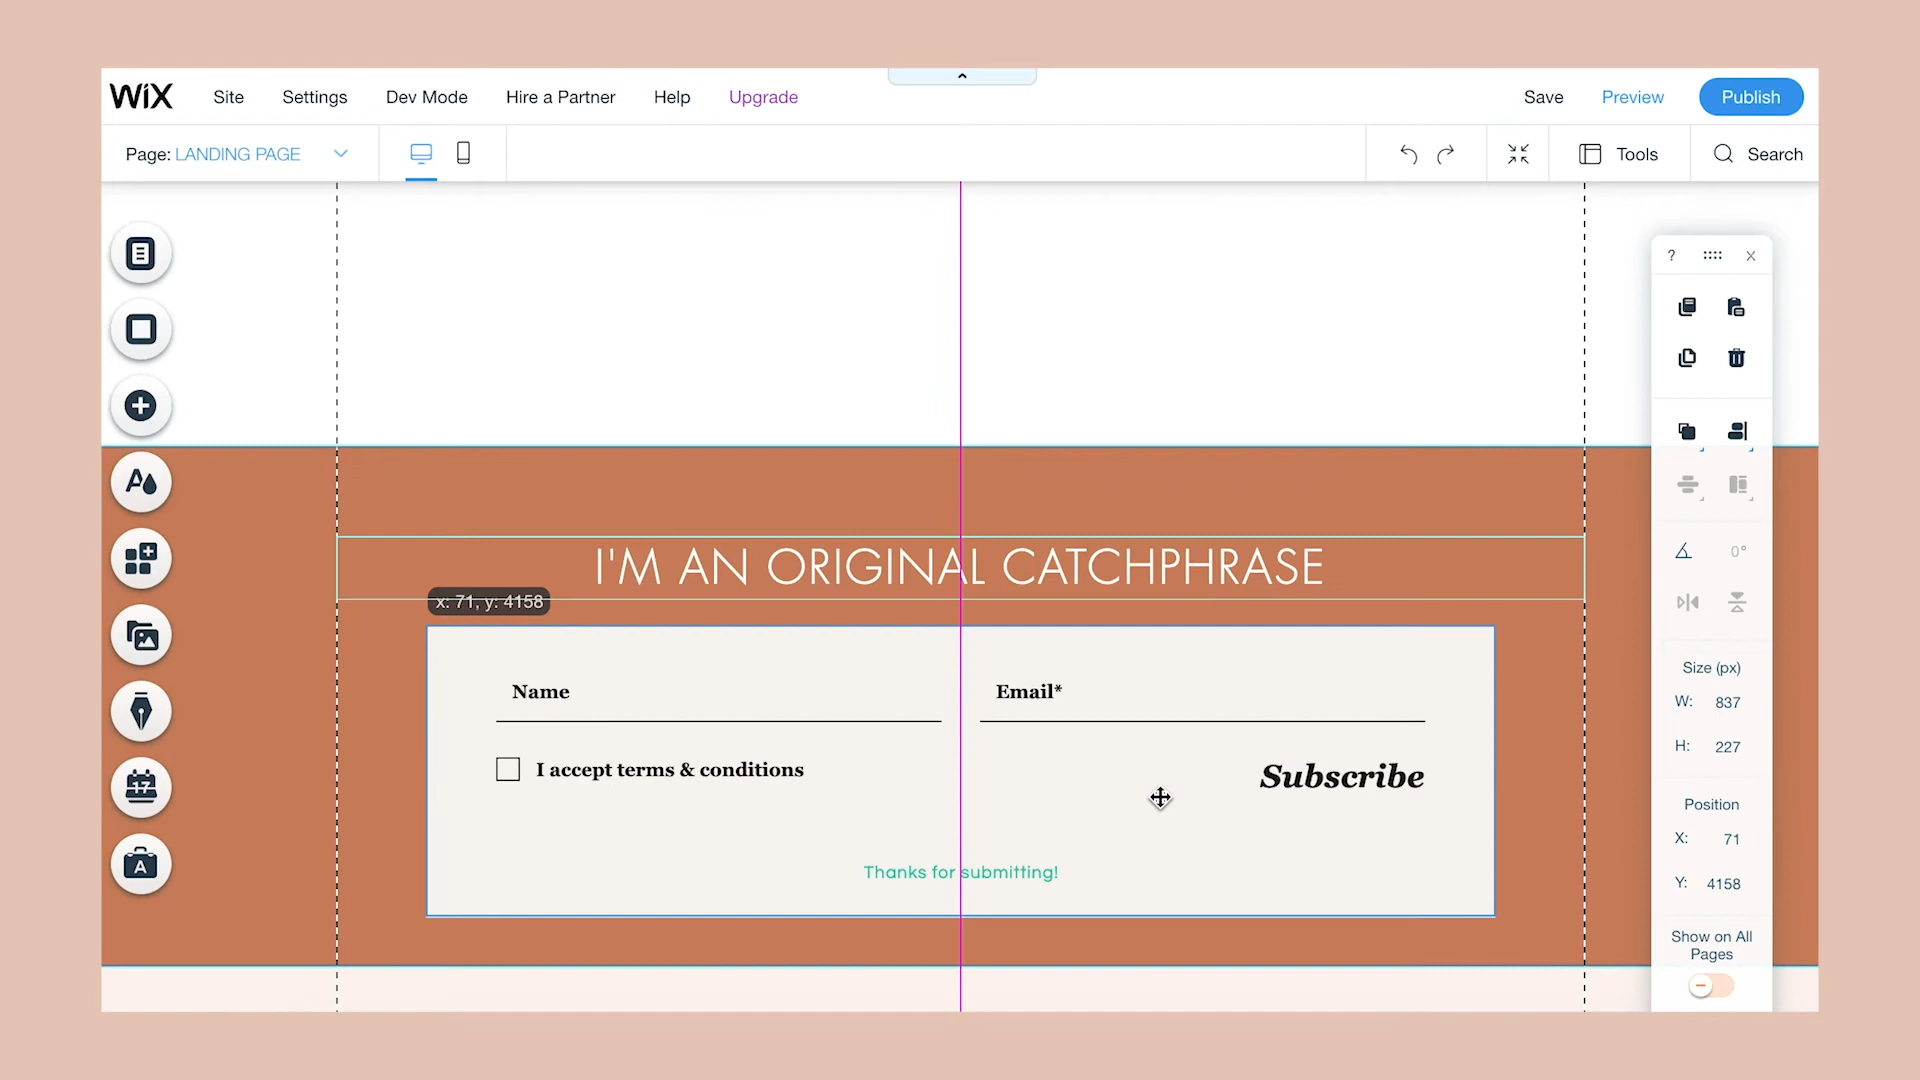 WiX Site Settings Dev Mode Hire a Partner Help Upgrade Save Preview Publish
Page: LANDING PAGE Tools Search
?
I'M AN ORIGINAL CATCHPHRASE
x: 71, y: 4158
Name Email*
I accept terms & conditions
Subscribe
Thanks for submitting!
17
A
0°
Size (px)
W: 837
H: 227
Position
X: 71
Y: 4158
Show on All
Pages